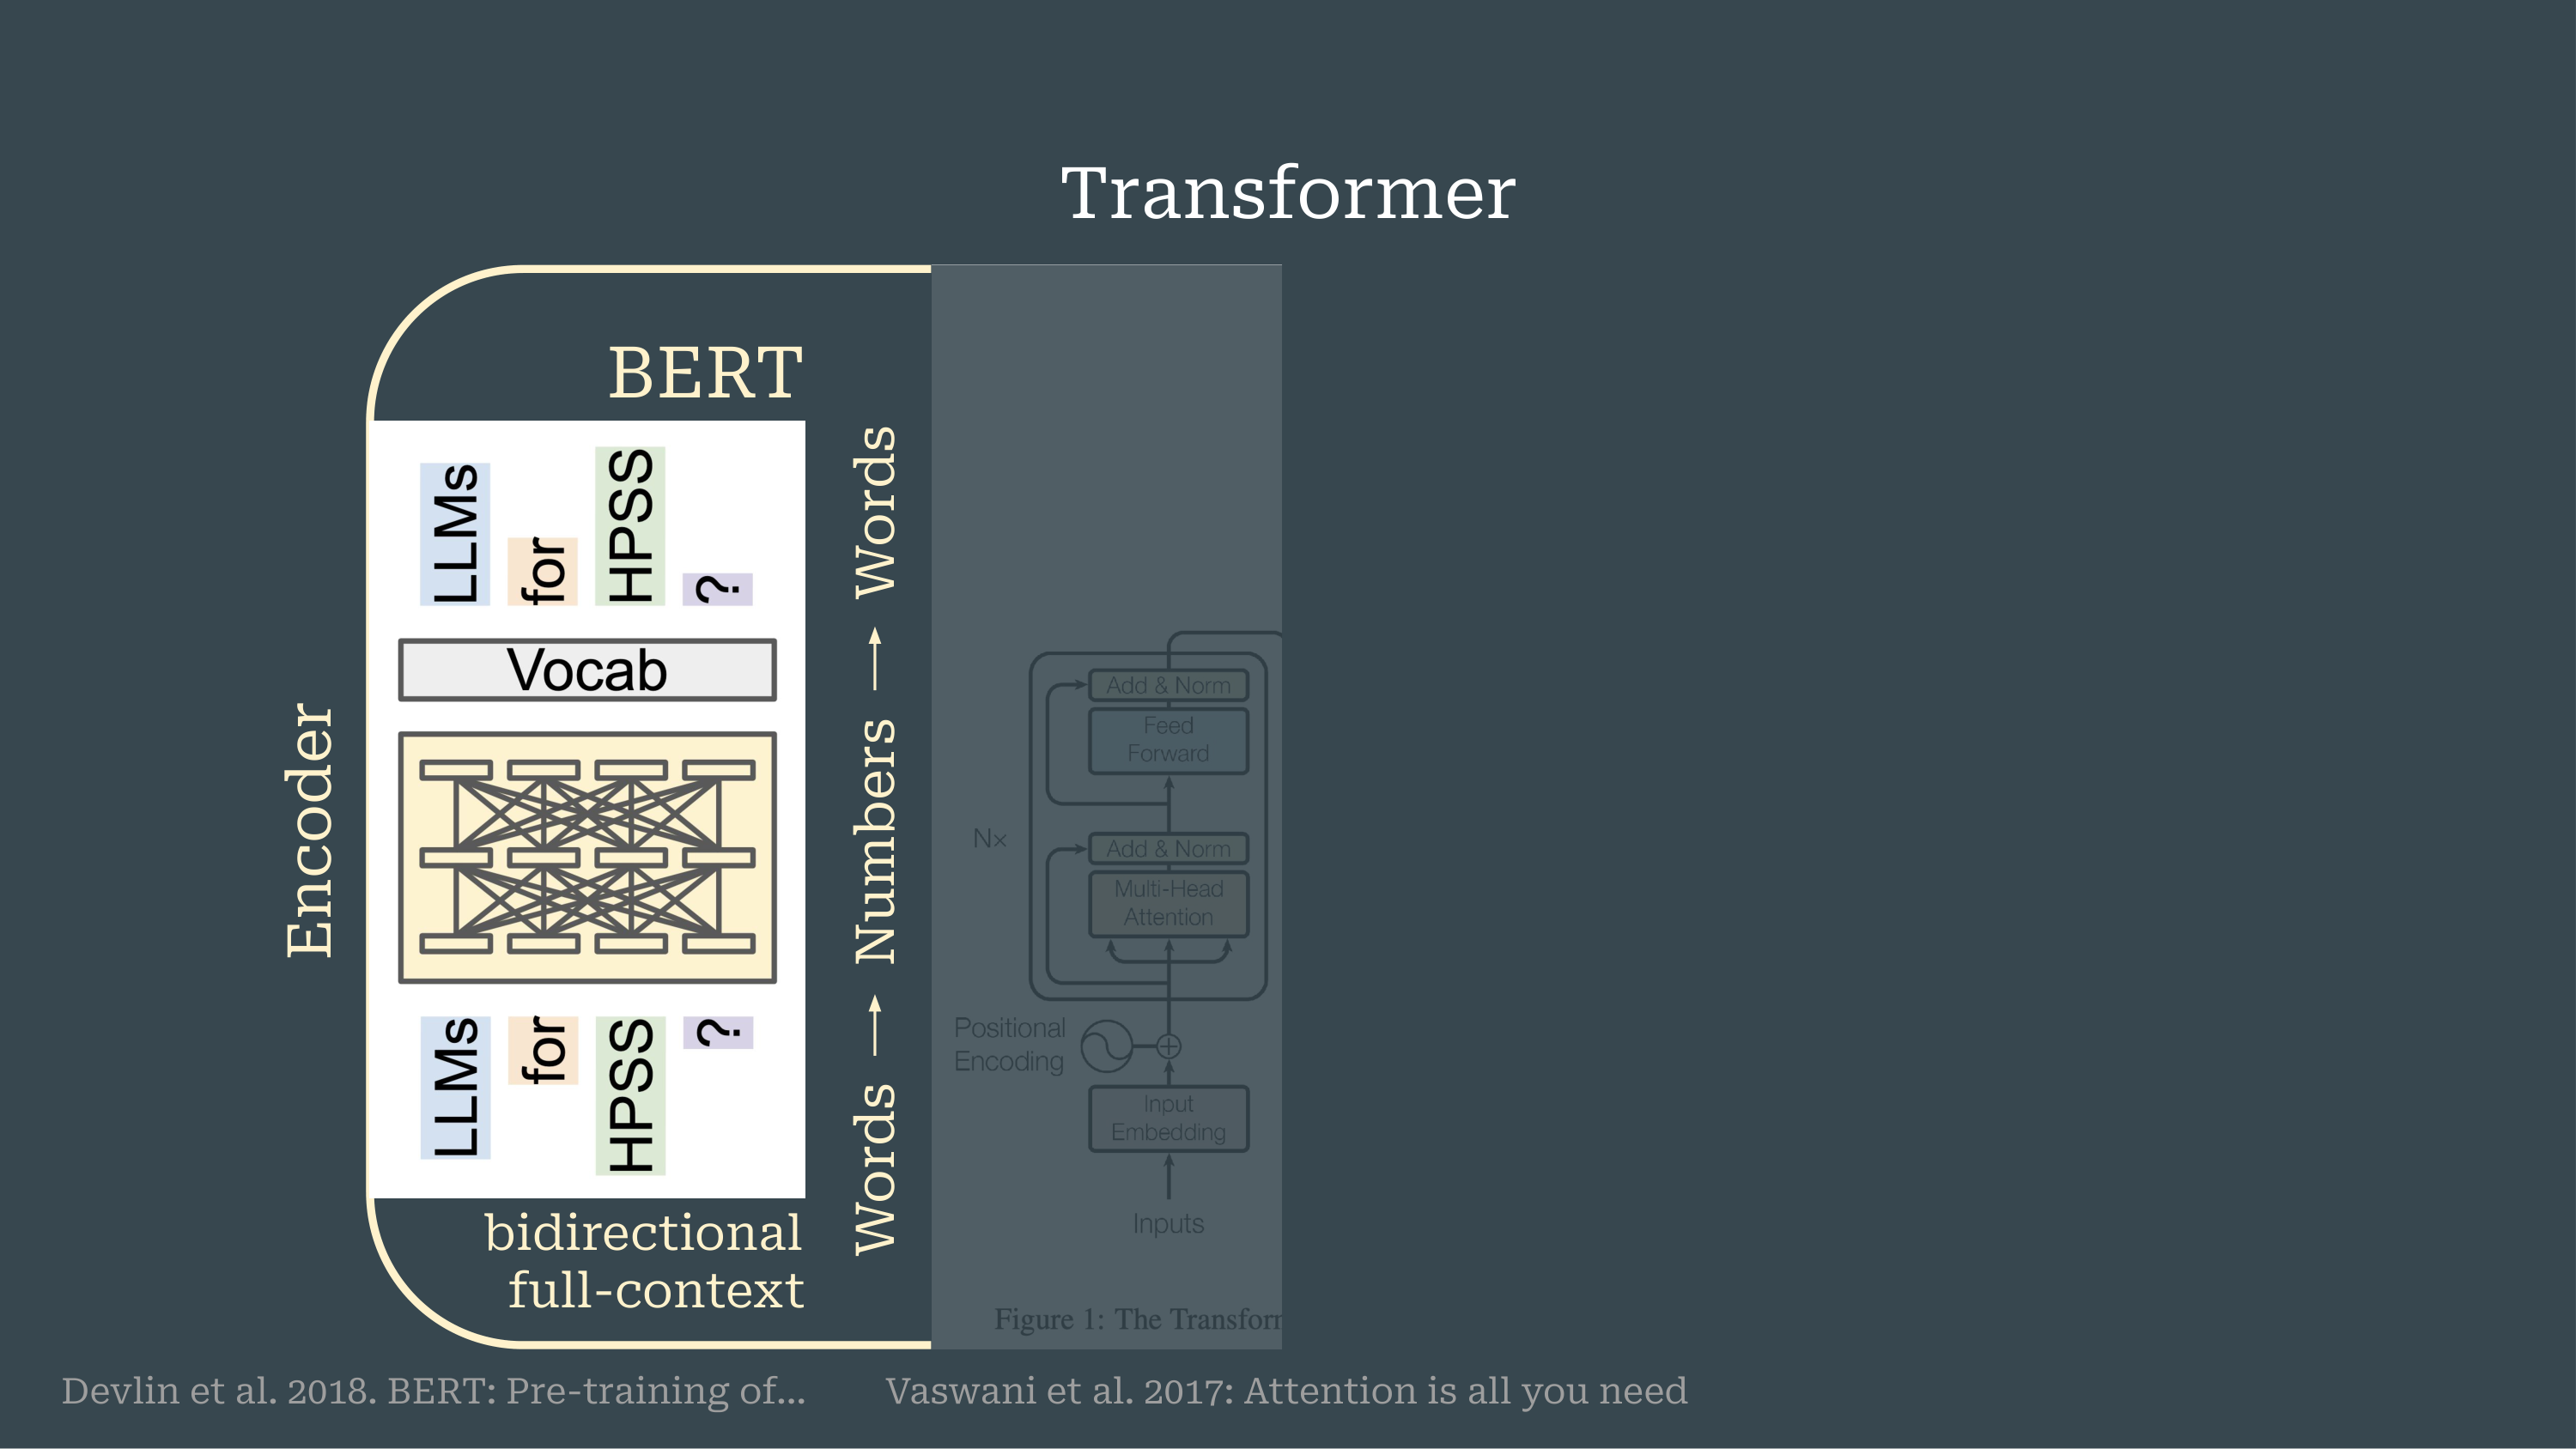 Transformer
BERT
LLMs
for
HPSS
?
Vocab
LLMs
for
HPSS
?
bidirectional
full-context
Encoder
Words → Numbers → Words
Add & Norm
Feed
Forward
Add & Norm
Multi-Head
Attention
N×
Positional
Encoding
Input
Embedding
Inputs
Figure 1: The Transfor
Devlin et al. 2018. BERT: Pre-training of...
Vaswani et al. 2017: Attention is all you need